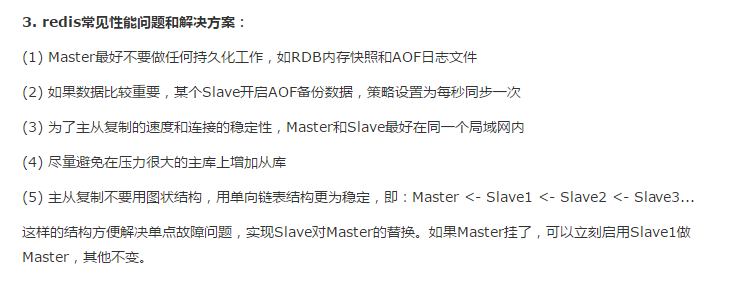 3. redis常见性能问题和解决方案：
(1) Master最好不要做任何持久化工作，如RDB内存快照和AOF日志文件
(2) 如果数据比较重要，某个Slave开启AOF备份数据，策略设置为每秒同步一次
(3) 为了主从复制的速度和连接的稳定性，Master和Slave最好在同一个局域网内
(4) 尽量避免在压力很大的主库上增加从库
(5) 主从复制不要用图状结构，用单向链表结构更为稳定，即：Master <- Slave1 <- Slave2 <- Slave3...
这样的结构方便解决单点故障问题，实现Slave对Master的替换。如果Master挂了，可以立刻启用Slave1做
Master，其他不变。